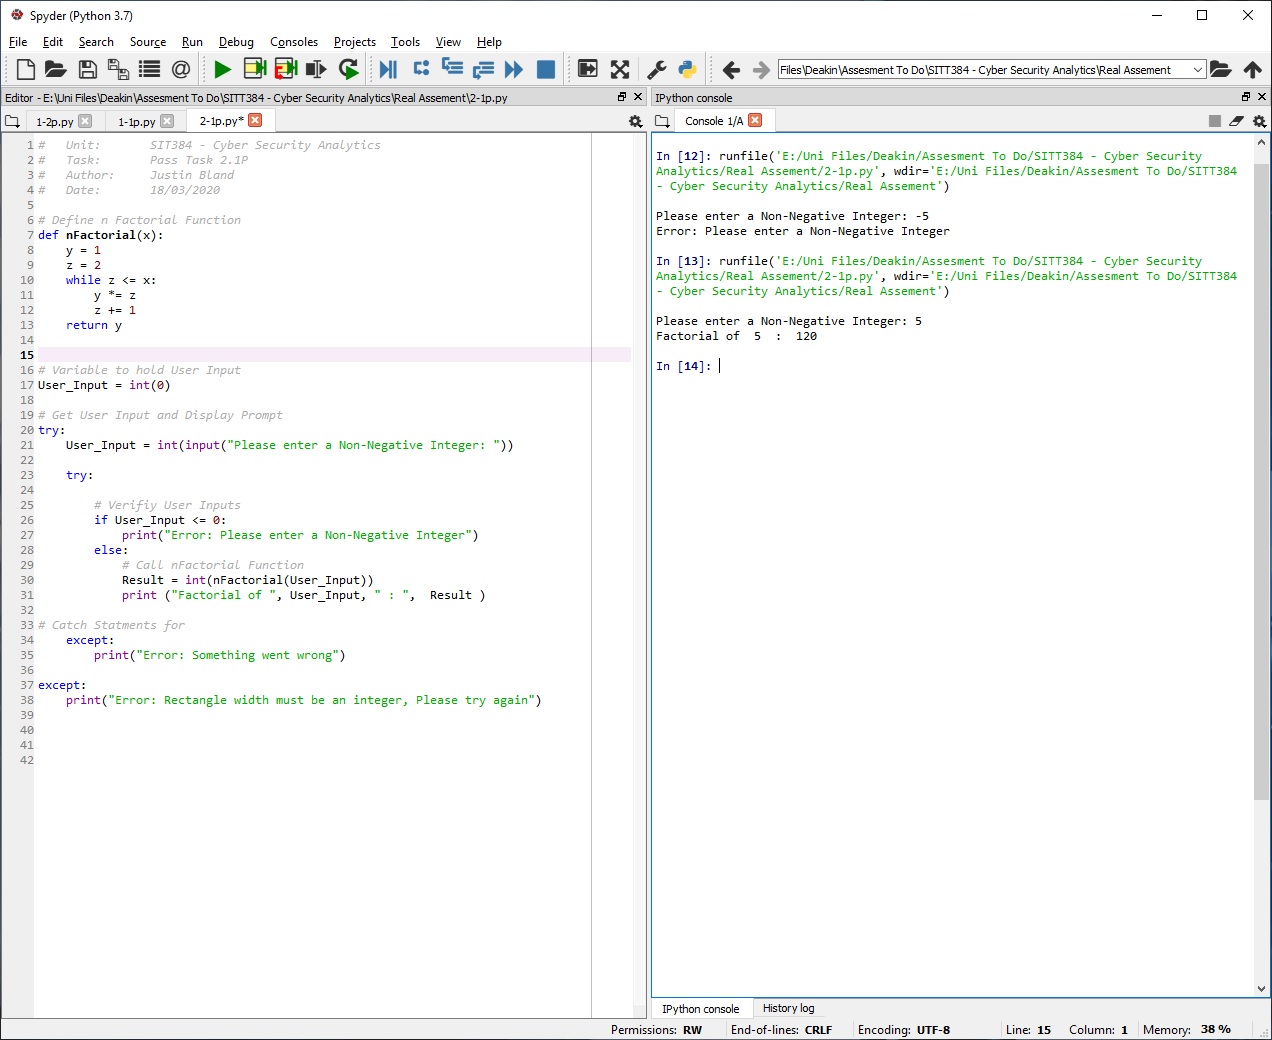 Spyder (Python 3.7)
File Edit Search Source Run Debug Consoles Projects Tools View Help
Files\Deakin\Assesment To Do\SITT384 - Cyber Security Analytics\Real Assement
Editor - E:\Uni Files\Deakin\Assesment To Do\SITT384 - Cyber Security Analytics\Real Assement\2-1p.py
1-2p.py 1-1p.py 2-1p.py*
1 # Unit: SIT384 - Cyber Security Analytics
2 # Task: Pass Task 2.1P
3 # Author: Justin Bland
4 # Date: 18/03/2020
5
6 # Define n Factorial Function
7 def nFactorial(x):
8 y = 1
9 z = 2
10 while z <= x:
11 y *= z
12 z += 1
13 return y
14
15
16 # Variable to hold User Input
17 User_Input = int(0)
18
19 # Get User Input and Display Prompt
20 try:
21 User_Input = int(input("Please enter a Non-Negative Integer: "))
22
23 try:
24
25 # Verifiy User Inputs
26 if User_Input <= 0:
27 print("Error: Please enter a Non-Negative Integer")
28 else:
29 # Call nFactorial Function
30 Result = int(nFactorial(User_Input))
31 print ("Factorial of ", User_Input, " : ", Result )
32
33 # Catch Statments for
34 except:
35 print("Error: Something went wrong")
36
37 except:
38 print("Error: Rectangle width must be an integer, Please try again")
39
40
41
42
IPython console
Console 1/A
In [12]: runfile('E:/Uni Files/Deakin/Assesment To Do/SITT384 - Cyber Security
Analytics/Real Assement/2-1p.py', wdir='E:/Uni Files/Deakin/Assesment To Do/SITT384
- Cyber Security Analytics/Real Assement')
Please enter a Non-Negative Integer: -5
Error: Please enter a Non-Negative Integer
In [13]: runfile('E:/Uni Files/Deakin/Assesment To Do/SITT384 - Cyber Security
Analytics/Real Assement/2-1p.py', wdir='E:/Uni Files/Deakin/Assesment To Do/SITT384
- Cyber Security Analytics/Real Assement')
Please enter a Non-Negative Integer: 5
Factorial of 5 : 120
In [14]:
IPython console History log
Permissions: RW End-of-lines: CRLF Encoding: UTF-8 Line: 15 Column: 1 Memory: 38 %